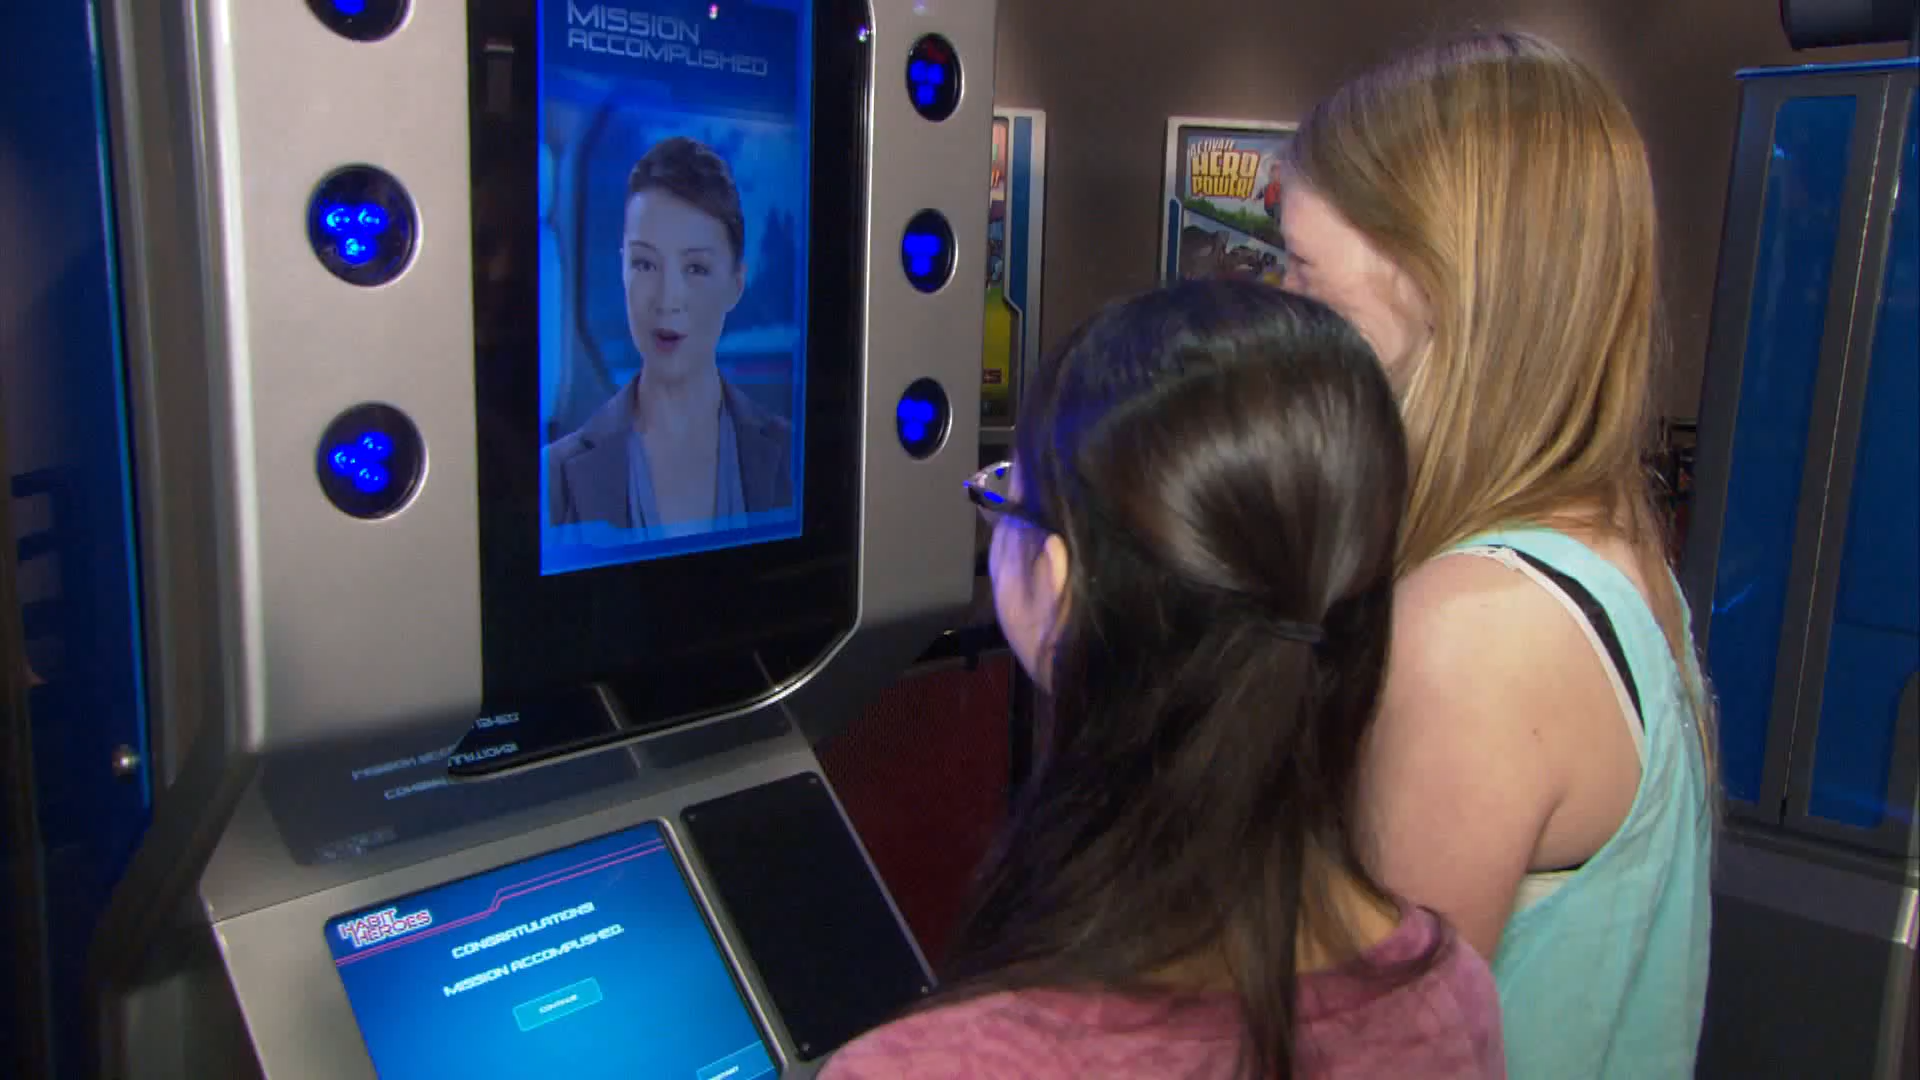 MISSION
ACCOMPLISHED
ACTIVATE
HERO
POWER!
HABIT
HEROES
CONGRATULATIONS!
MISSION ACCOMPLISHED.
CONTINUE